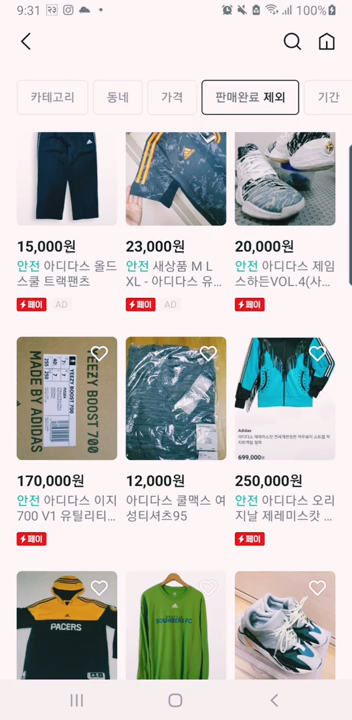 9:31
100%
카테고리
동네
가격
판매완료 제외
기간
15,000원
안전 아디다스 올드
스쿨 트랙팬츠
페이 AD
23,000원
안전 새상품 M L
XL - 아디다스 유...
페이 AD
20,000원
안전 아디다스 제임
스하든VOL.4(사...
페이
YEEZY BOOST 700
MADE BY ADIDAS
Adidas
699,000원
170,000원
안전 아디다스 이지
700 V1 유틸리티...
페이
12,000원
아디다스 쿨맥스 여
성티셔츠95
250,000원
안전 아디다스 오리
지날 제레미스캇 ...
페이
PACERS
SOUNDERS FC